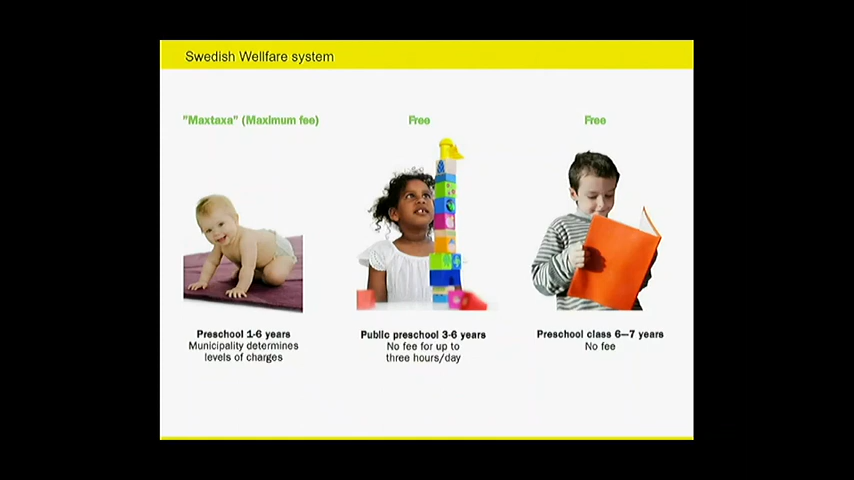 Swedish Wellfare system
"Maxtaxa" (Maximum fee)
Free
Free
Preschool 1-6 years
Municipality determines
levels of charges
Public preschool 3-6 years
No fee for up to
three hours/day
Preschool class 6–7 years
No fee